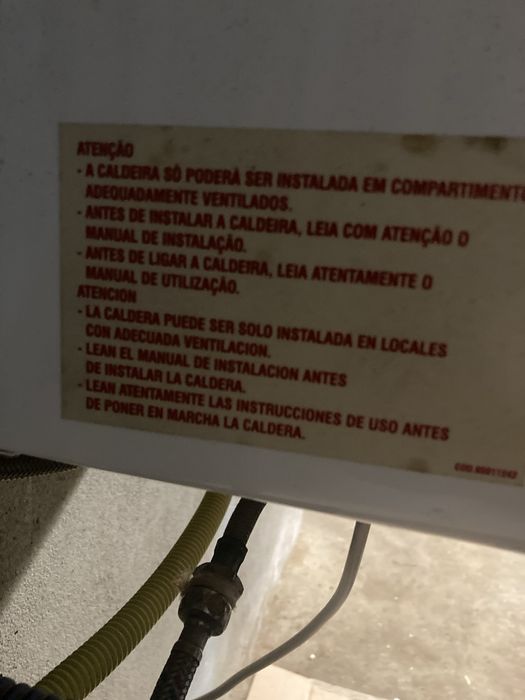 ATENÇÃO
- A CALDEIRA SÓ PODERÁ SER INSTALADA EM COMPARTIMENT
ADEQUADAMENTE VENTILADOS.
- ANTES DE INSTALAR A CALDEIRA, LEIA COM ATENÇÃO O
MANUAL DE INSTALAÇÃO.
- ANTES DE LIGAR A CALDEIRA, LEIA ATENTAMENTE O
MANUAL DE UTILIZAÇÃO.
ATENCION
- LA CALDERA PUEDE SER SOLO INSTALADA EN LOCALES
CON ADECUADA VENTILACION.
- LEAN EL MANUAL DE INSTALACION ANTES
DE INSTALAR LA CALDERA.
- LEAN ATENTAMENTE LAS INSTRUCCIONES DE USO ANTES
DE PONER EN MARCHA LA CALDERA.
COD.